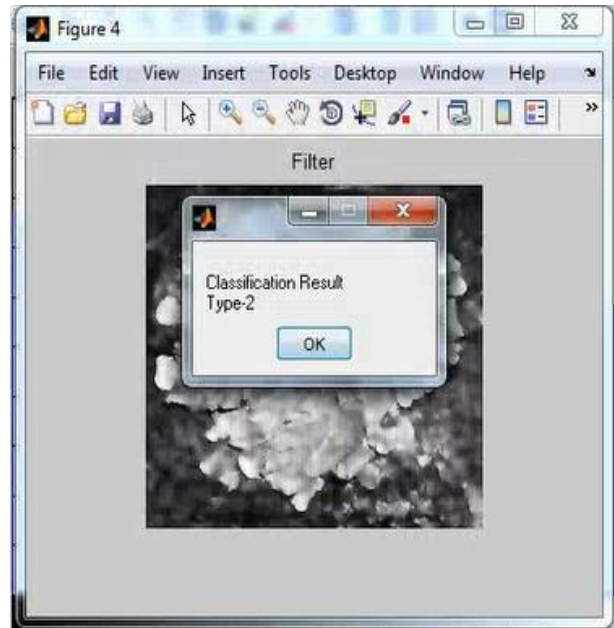 Figure 4
File Edit View Insert Tools Desktop Window Help
Filter
Classification Result
Type-2
OK